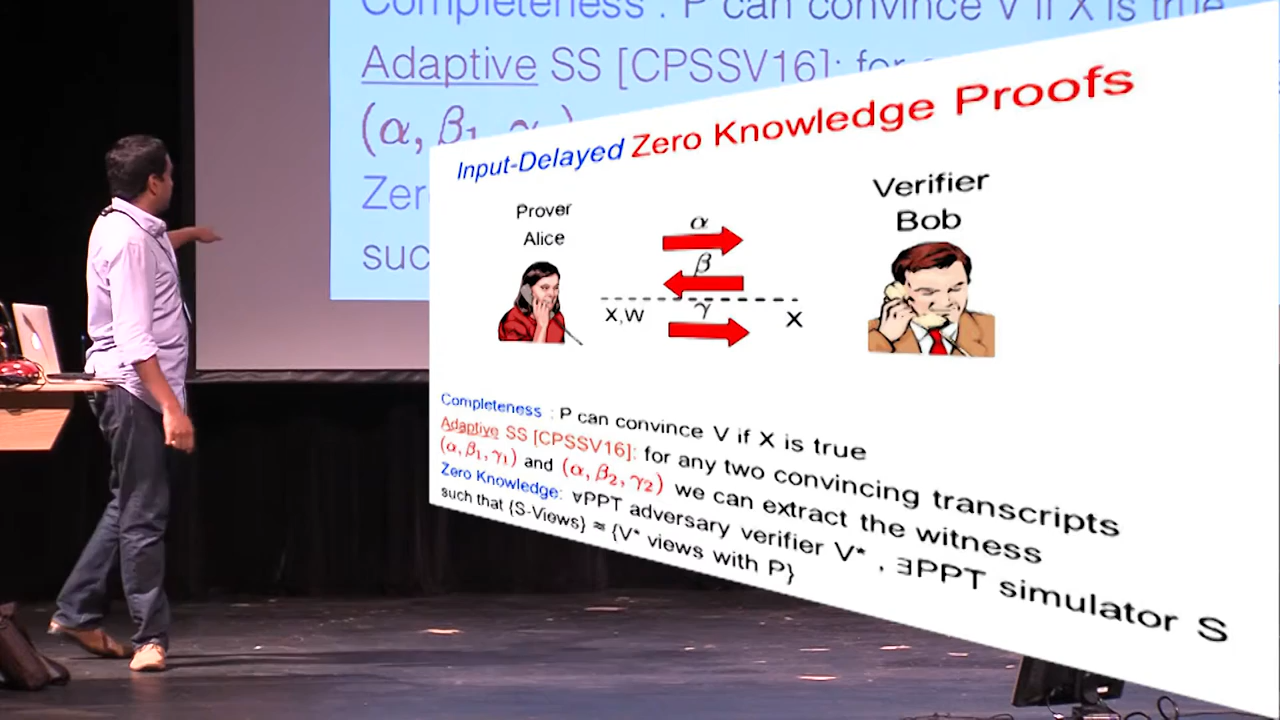 Completeness : P can convince V if X is true
Adaptive SS [CPSSV16]: for
(α, β₁, γ₁)
Zer
suc
Input-Delayed Zero Knowledge Proofs
Prover
Alice
Verifier
Bob
α
β
γ
X,W
X
Completeness : P can convince V if X is true
Adaptive SS [CPSSV16]: for any two convincing transcripts
(α, β₁, γ₁) and (α, β₂, γ₂) we can extract the witness
Zero Knowledge: ∀PPT adversary verifier V* , ∃PPT simulator S
such that {S-Views} ≈ {V* views with P}